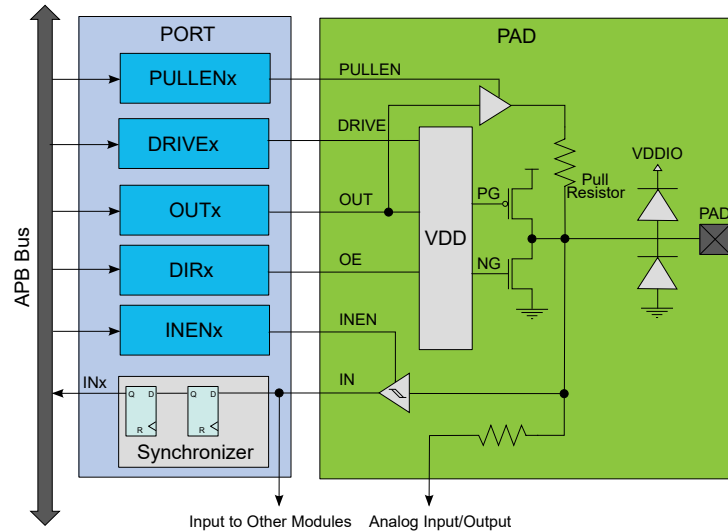 PORT
PAD
PULLENx
PULLEN
DRIVEx
DRIVE
VDDIO
Pull
Resistor
OUTx
OUT
PG
PAD
VDD
DIRx
OE
NG
INENx
INEN
APB Bus
INx
IN
Q D
R
Q D
R
Synchronizer
Input to Other Modules
Analog Input/Output